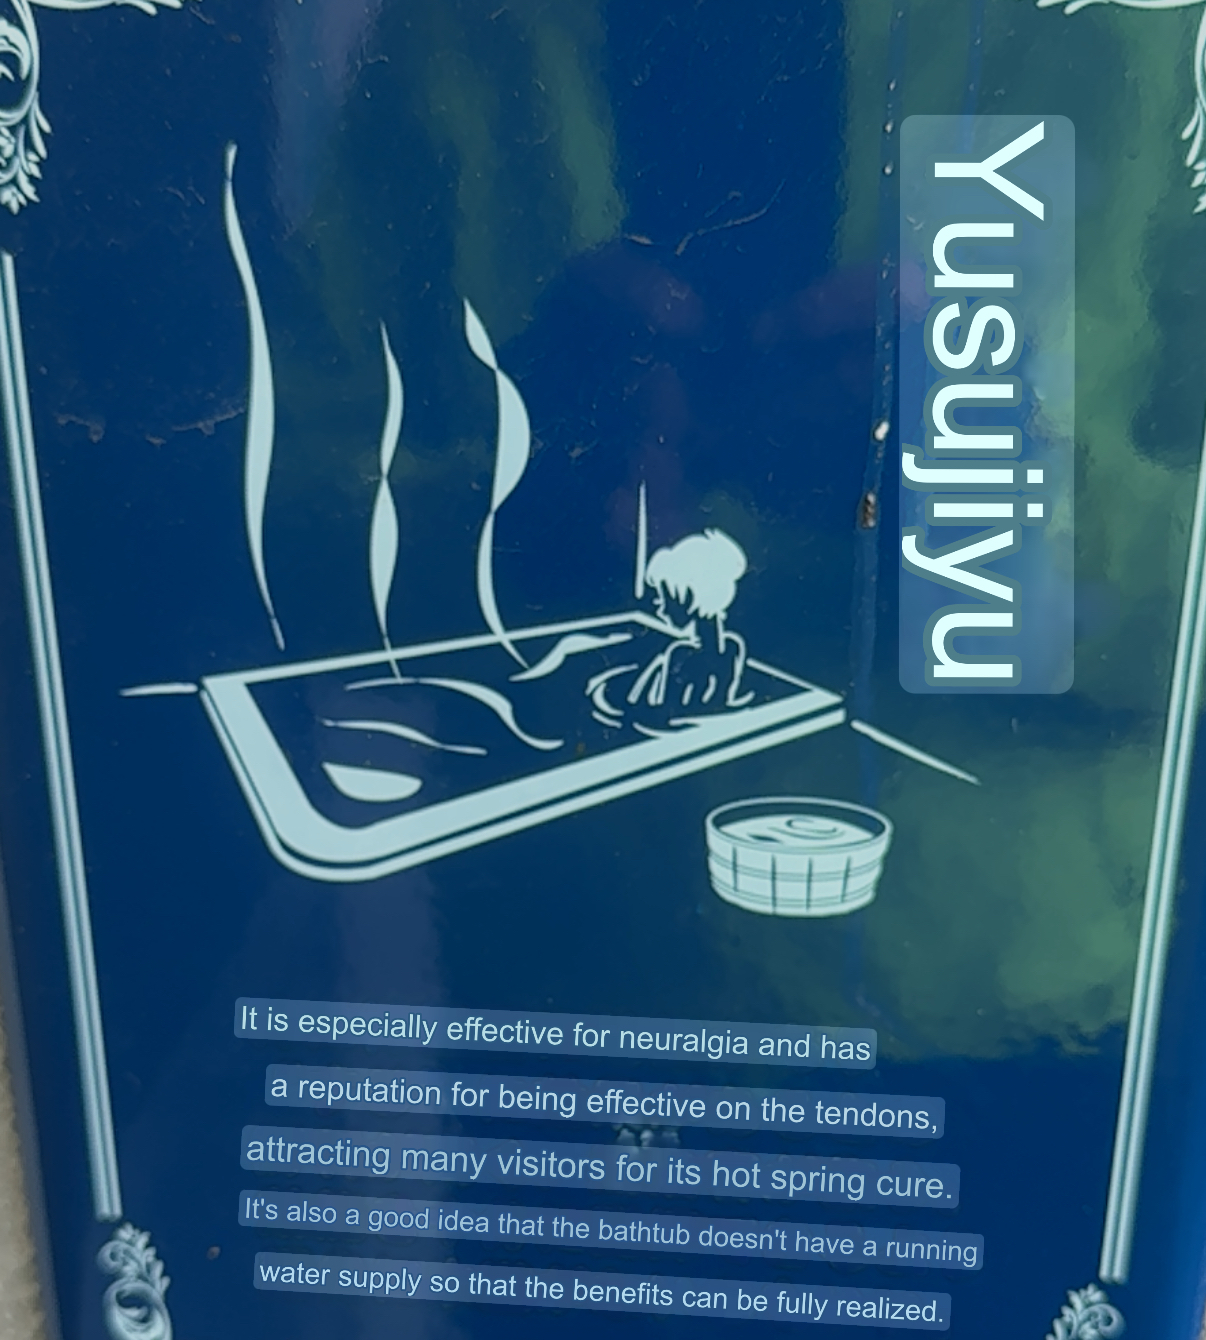 Yusujiyu
It is especially effective for neuralgia and has
a reputation for being effective on the tendons,
attracting many visitors for its hot spring cure.
It's also a good idea that the bathtub doesn't have a running
water supply so that the benefits can be fully realized.